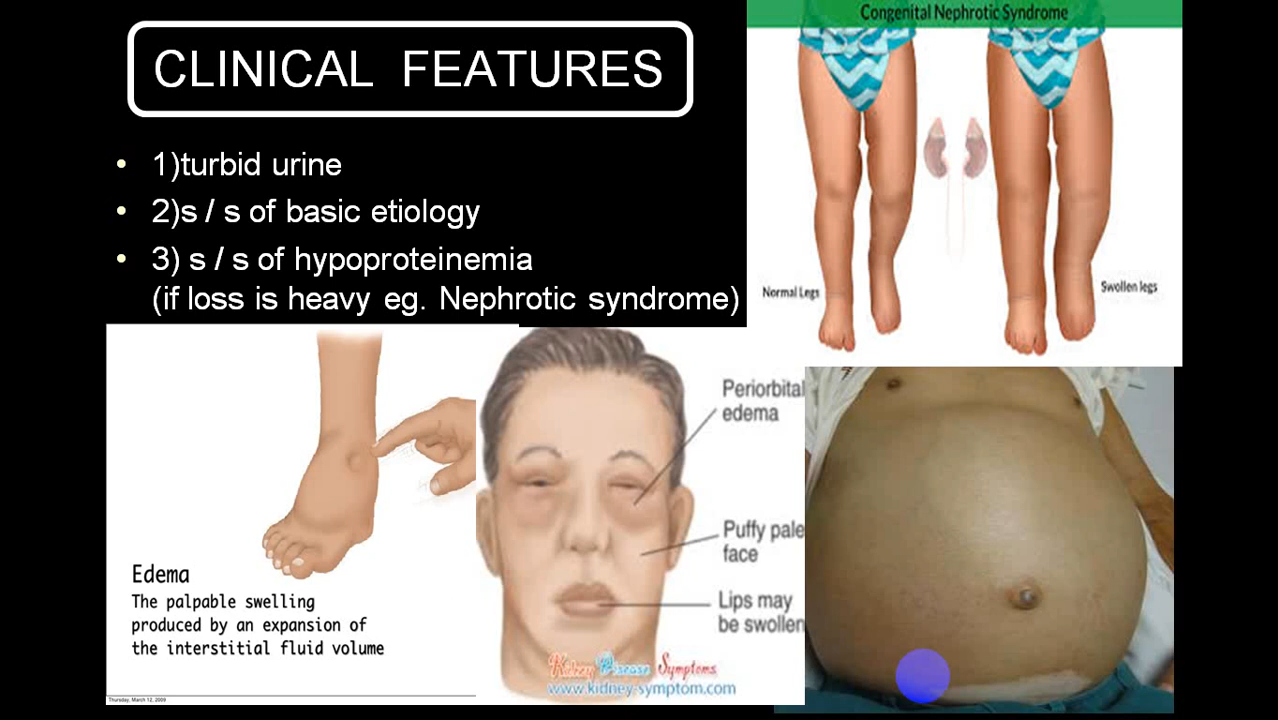 CLINICAL FEATURES
• 1)turbid urine
• 2)s / s of basic etiology
• 3) s / s of hypoproteinemia
(if loss is heavy eg. Nephrotic syndrome)
Congenital Nephrotic Syndrome
Normal Legs
Swollen legs
Edema
The palpable swelling
produced by an expansion of
the interstitial fluid volume
Thursday, March 12, 2009
Periorbital
edema
Puffy pale
face
Lips may
be swollen
Kidney Disease Symptoms
www.kidney-symptom.com